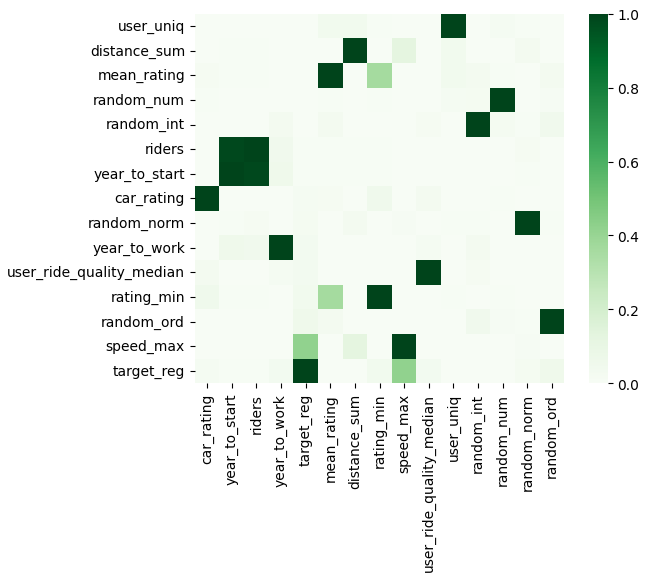 user_uniq
distance_sum
mean_rating
random_num
random_int
riders
year_to_start
car_rating
random_norm
year_to_work
user_ride_quality_median
rating_min
random_ord
speed_max
target_reg
car_rating
year_to_start
riders
year_to_work
target_reg
mean_rating
distance_sum
rating_min
speed_max
user_ride_quality_median
user_uniq
random_int
random_num
random_norm
random_ord
1.0
0.8
0.6
0.4
0.2
0.0